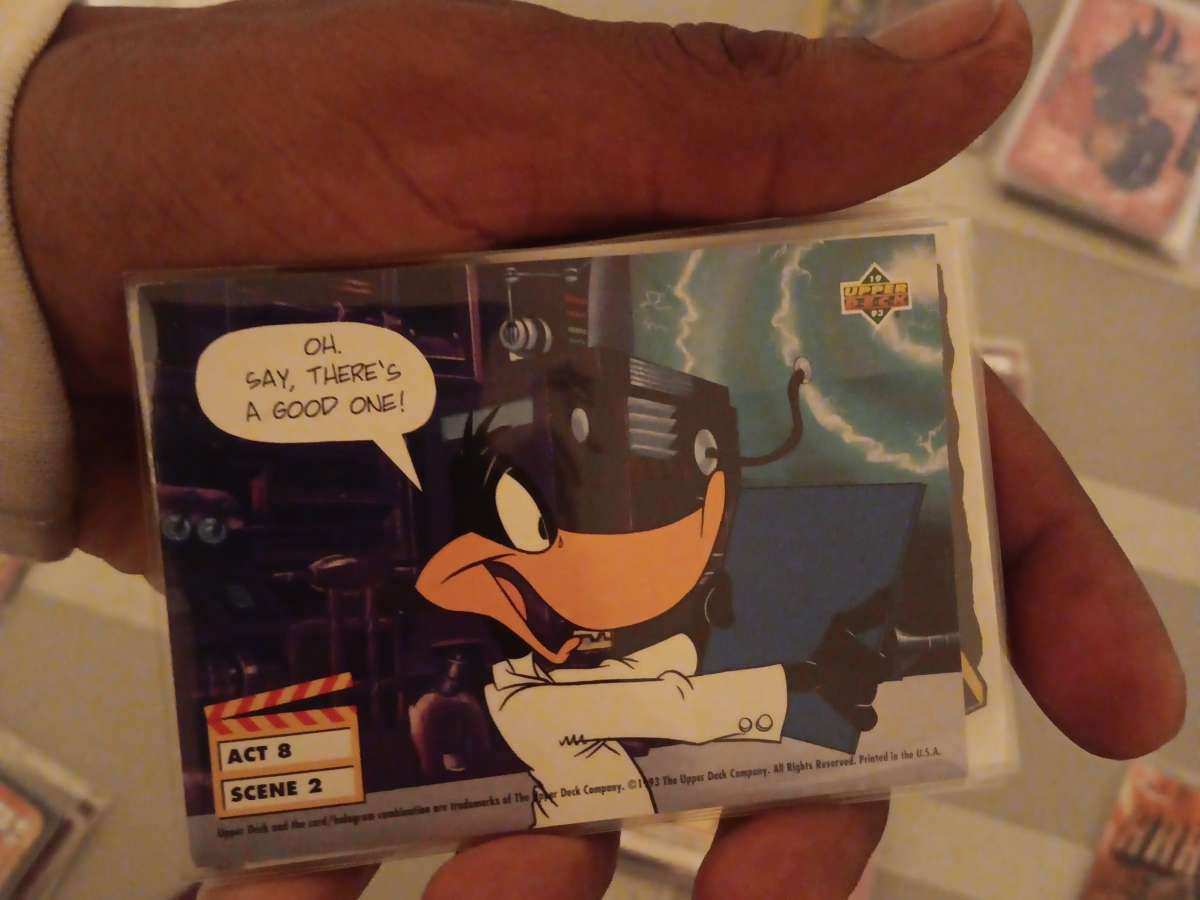 OH.
SAY, THERE'S
A GOOD ONE!
19
UPPER
DECK
93
ACT 8
SCENE 2
Upper Deck and the card/hologram combination are trademarks of The Upper Deck Company. ©1993 The Upper Deck Company. All Rights Reserved. Printed in the U.S.A.